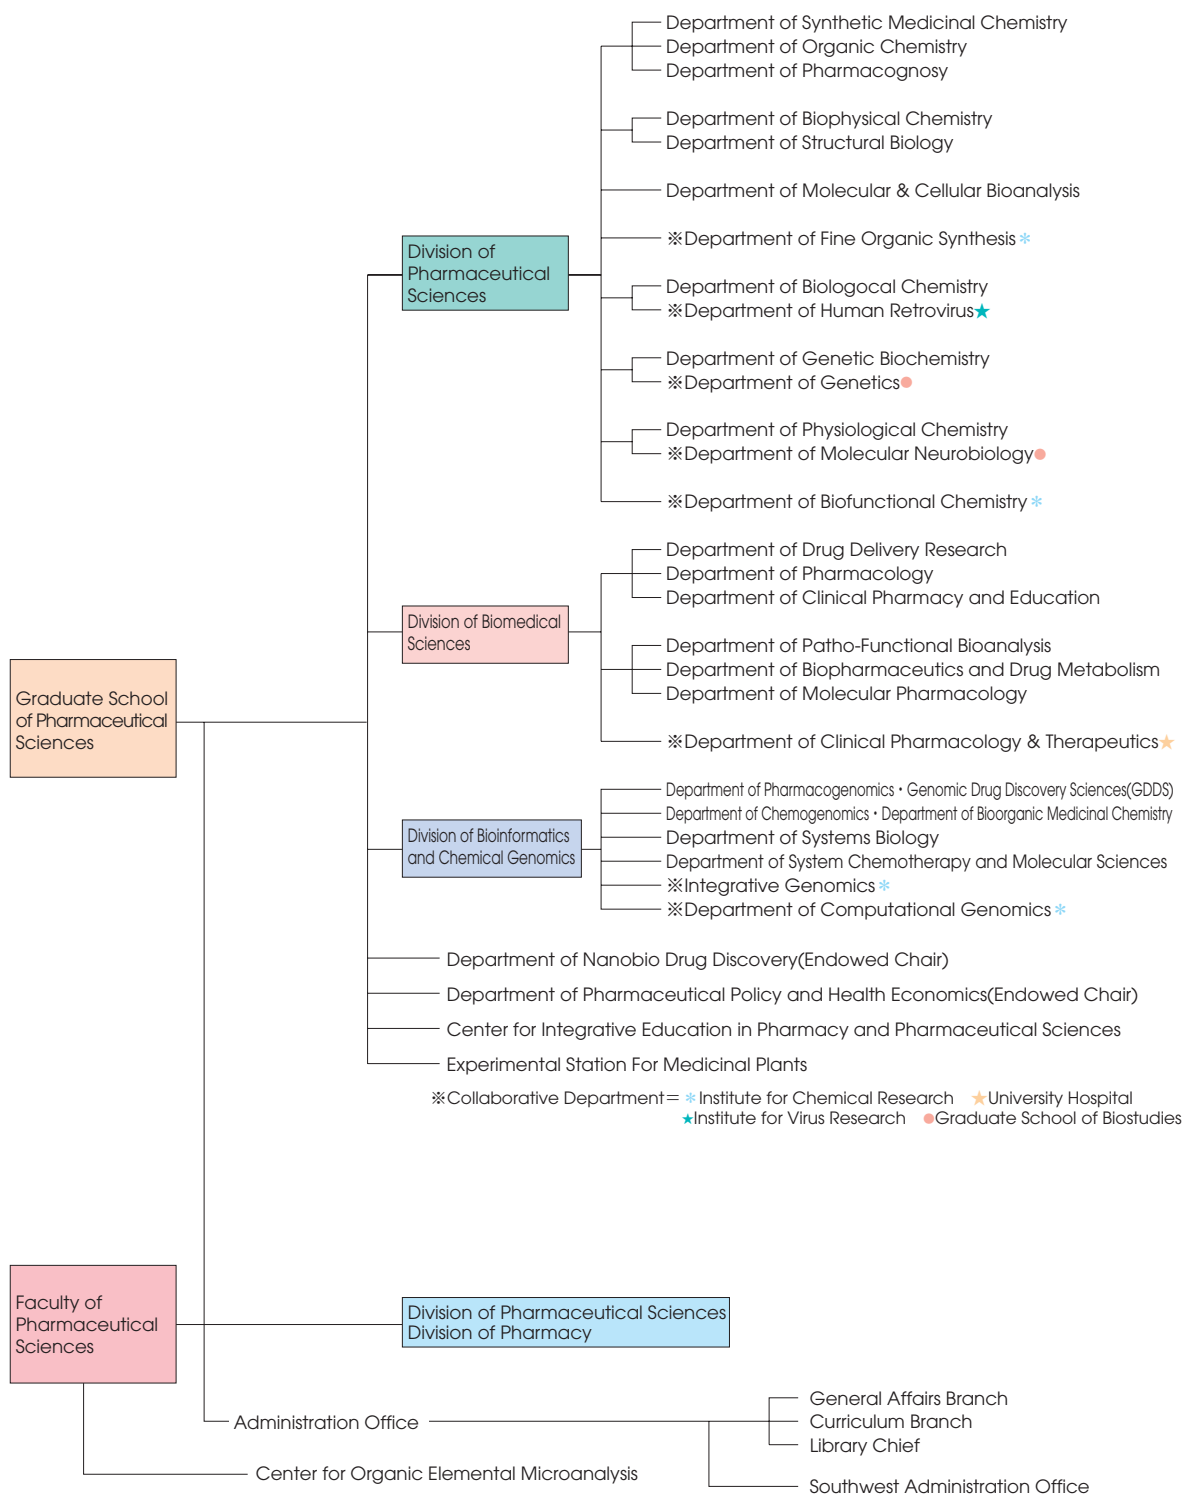 Department of Synthetic Medicinal Chemistry
Department of Organic Chemistry
Department of Pharmacognosy
Department of Biophysical Chemistry
Department of Structural Biology
Department of Molecular & Cellular Bioanalysis
※Department of Fine Organic Synthesis＊
Division of
Pharmaceutical
Sciences
Department of Biologocal Chemistry
※Department of Human Retrovirus★
Department of Genetic Biochemistry
※Department of Genetics●
Department of Physiological Chemistry
※Department of Molecular Neurobiology●
※Department of Biofunctional Chemistry＊
Department of Drug Delivery Research
Department of Pharmacology
Department of Clinical Pharmacy and Education
Division of Biomedical
Sciences
Department of Patho-Functional Bioanalysis
Department of Biopharmaceutics and Drug Metabolism
Department of Molecular Pharmacology
Graduate School
of Pharmaceutical
Sciences
※Department of Clinical Pharmacology & Therapeutics★
Department of Pharmacogenomics・Genomic Drug Discovery Sciences(GDDS)
Department of Chemogenomics・Department of Bioorganic Medicinal Chemistry
Division of Bioinformatics
and Chemical Genomics
Department of Systems Biology
Department of System Chemotherapy and Molecular Sciences
※Integrative Genomics＊
※Department of Computational Genomics＊
Department of Nanobio Drug Discovery(Endowed Chair)
Department of Pharmaceutical Policy and Health Economics(Endowed Chair)
Center for Integrative Education in Pharmacy and Pharmaceutical Sciences
Experimental Station For Medicinal Plants
※Collaborative Department＝＊Institute for Chemical Research ★University Hospital
★Institute for Virus Research ●Graduate School of Biostudies
Faculty of
Pharmaceutical
Sciences
Division of Pharmaceutical Sciences
Division of Pharmacy
General Affairs Branch
Administration Office
Curriculum Branch
Library Chief
Center for Organic Elemental Microanalysis
Southwest Administration Office